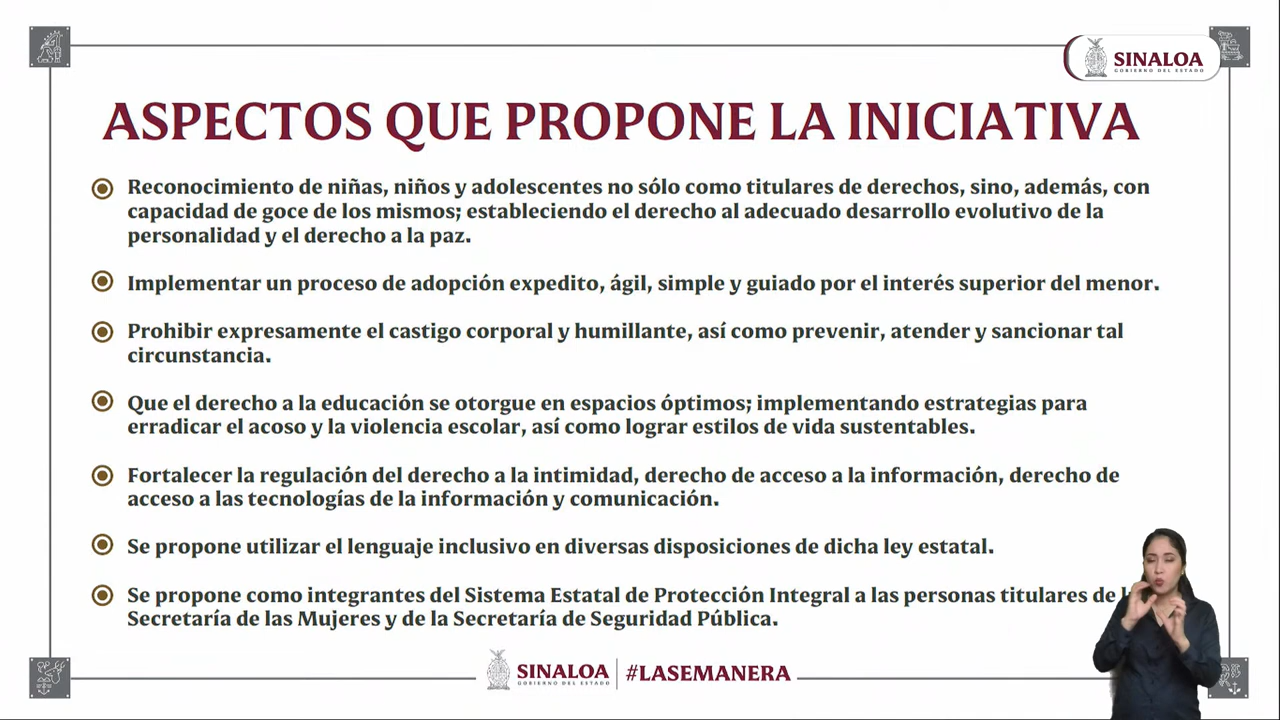 SINALOA
GOBIERNO DEL ESTADO
ASPECTOS QUE PROPONE LA INICIATIVA
Reconocimiento de niñas, niños y adolescentes no sólo como titulares de derechos, sino, además, con
capacidad de goce de los mismos; estableciendo el derecho al adecuado desarrollo evolutivo de la
personalidad y el derecho a la paz.
Implementar un proceso de adopción expedito, ágil, simple y guiado por el interés superior del menor.
Prohibir expresamente el castigo corporal y humillante, así como prevenir, atender y sancionar tal
circunstancia.
Que el derecho a la educación se otorgue en espacios óptimos; implementando estrategias para
erradicar el acoso y la violencia escolar, así como lograr estilos de vida sustentables.
Fortalecer la regulación del derecho a la intimidad, derecho de acceso a la información, derecho de
acceso a las tecnologías de la información y comunicación.
Se propone utilizar el lenguaje inclusivo en diversas disposiciones de dicha ley estatal.
Se propone como integrantes del Sistema Estatal de Protección Integral a las personas titulares de
Secretaría de las Mujeres y de la Secretaría de Seguridad Pública.
SINALOA
GOBIERNO DEL ESTADO
#LASEMANERA